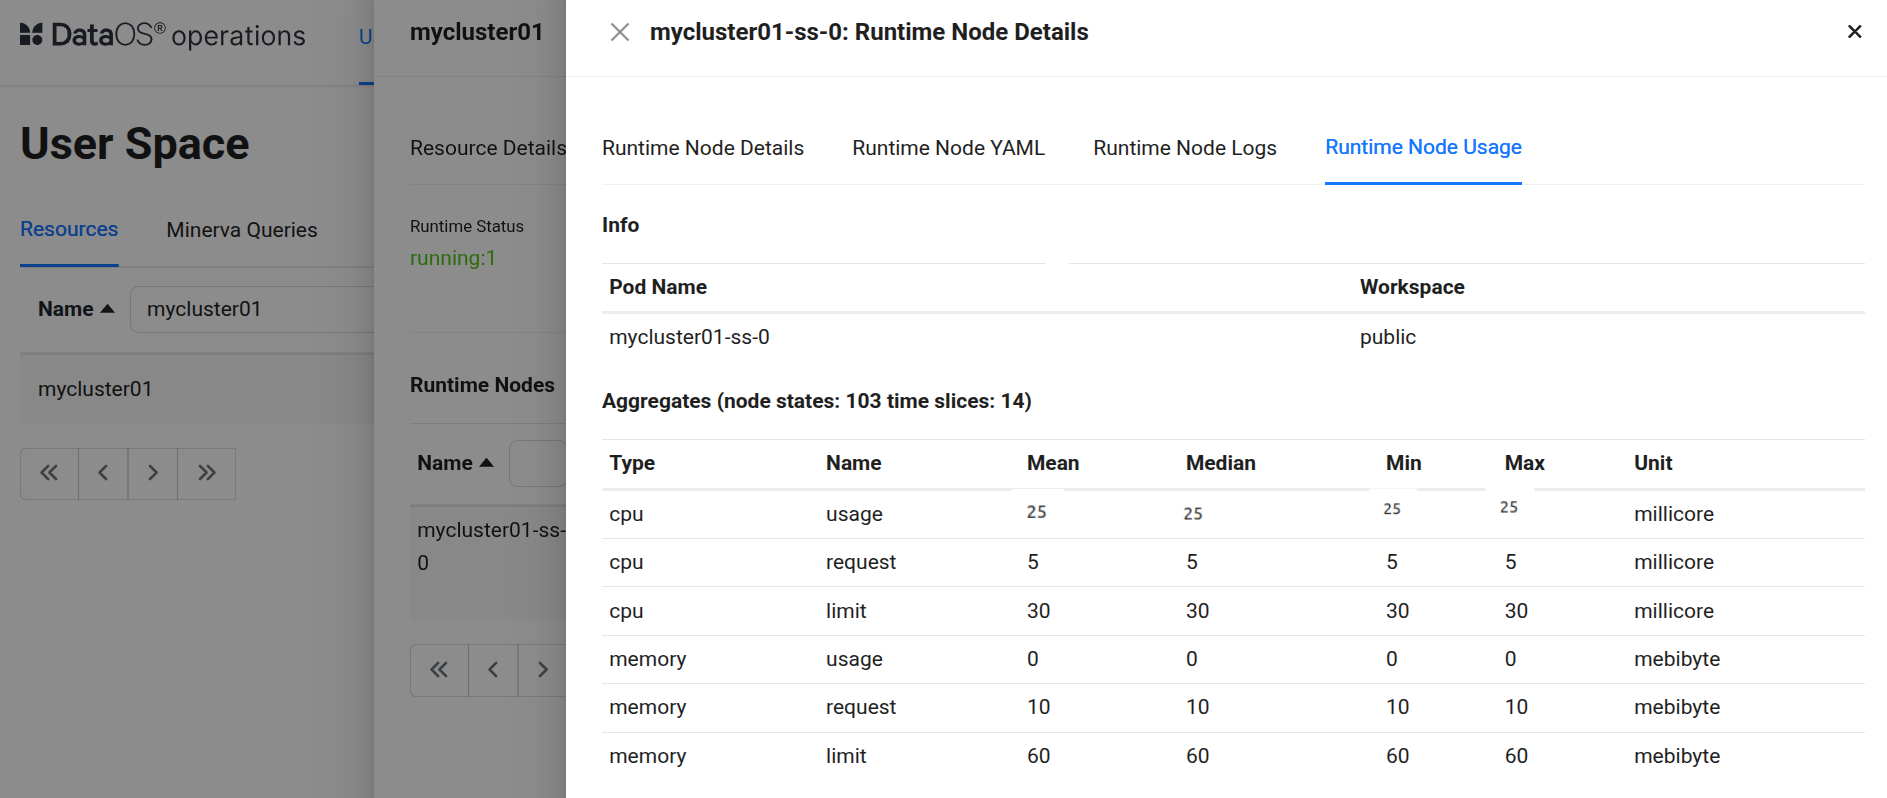 DataOS® operations
U
User Space
Resources Minerva Queries
Name mycluster01
mycluster01
mycluster01
Resource Details
Runtime Status
running:1
Runtime Nodes
Name
mycluster01-ss-
0
mycluster01-ss-0: Runtime Node Details
Runtime Node Details Runtime Node YAML Runtime Node Logs Runtime Node Usage
Info
Pod Name Workspace
mycluster01-ss-0 public
Aggregates (node states: 103 time slices: 14)
Type Name Mean Median Min Max Unit
cpu usage 25 25 25 25 millicore
cpu request 5 5 5 5 millicore
cpu limit 30 30 30 30 millicore
memory usage 0 0 0 0 mebibyte
memory request 10 10 10 10 mebibyte
memory limit 60 60 60 60 mebibyte